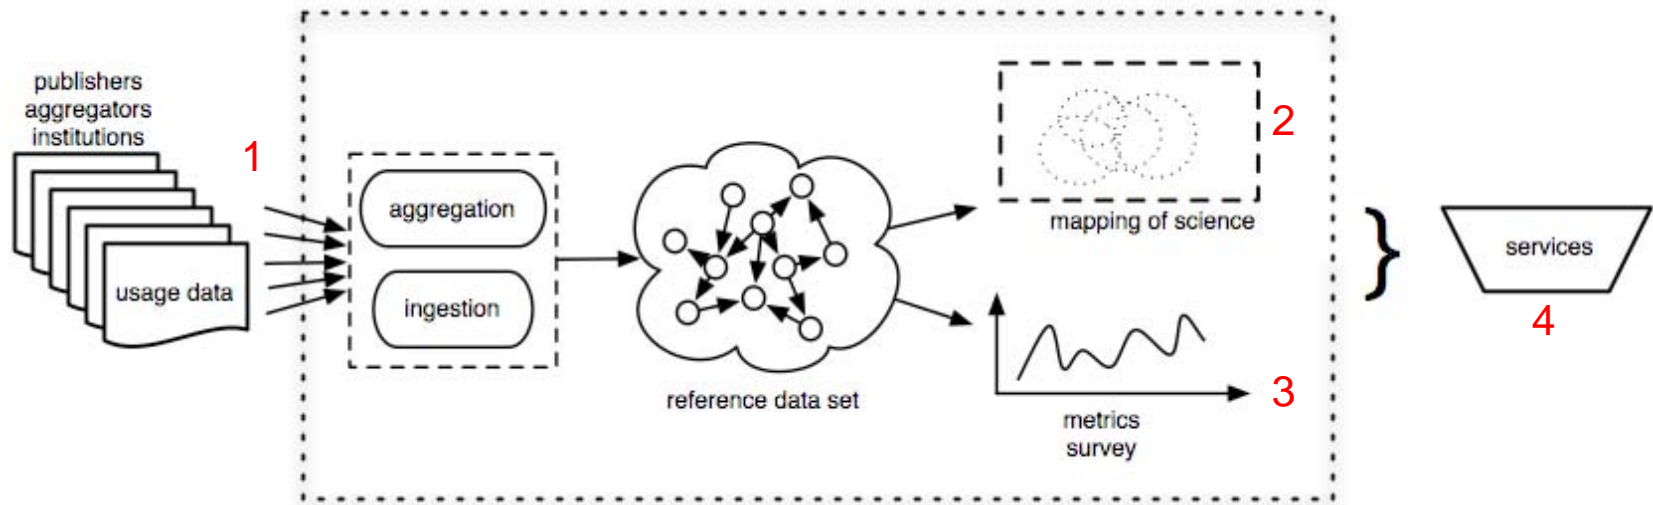 publishers
aggregators
institutions
1
usage data
aggregation
ingestion
reference data set
2
mapping of science
3
metrics
survey
services
4